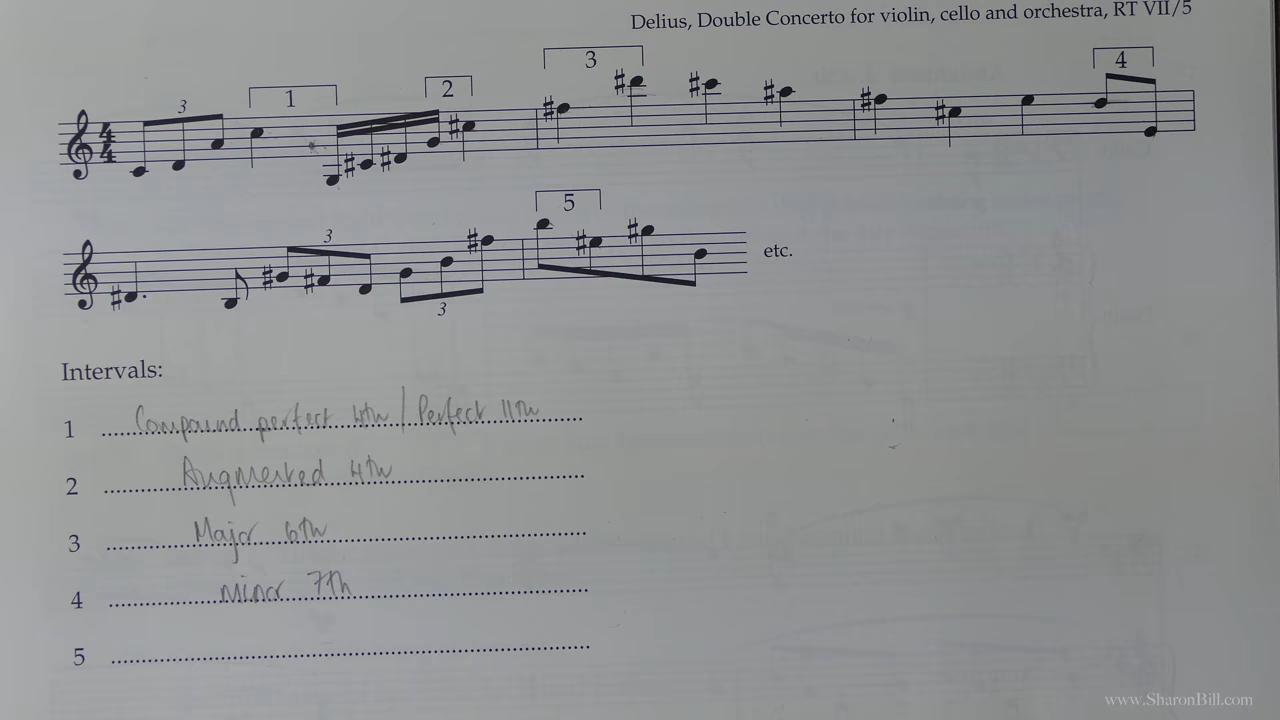 Delius, Double Concerto for violin, cello and orchestra, RT VII/5
3 1 2 3 4
3 5
etc.
3
Intervals:
1 Compound perfect 4th / Perfect 11th
2 Augmented 4th
3 Major 6th
4 Minor 7th
5
www.SharonBill.com